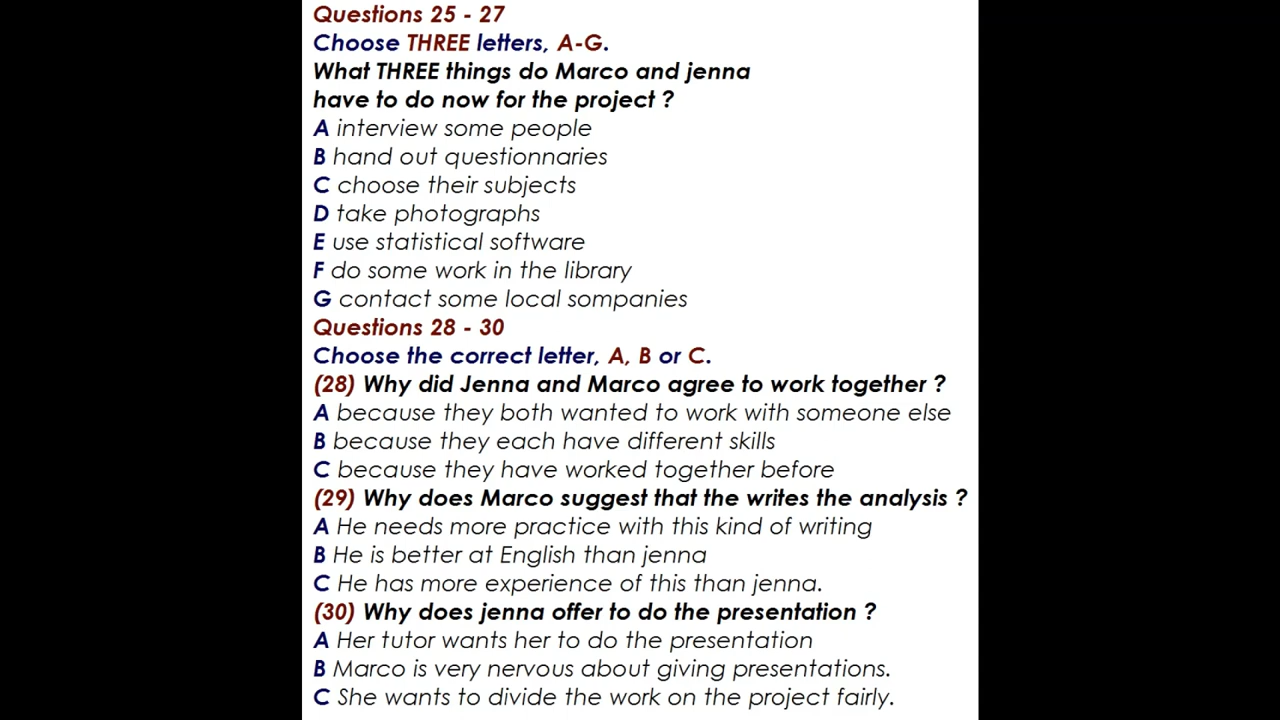 Questions 25 - 27
Choose THREE letters, A-G.
What THREE things do Marco and jenna
have to do now for the project ?
A interview some people
B hand out questionnaries
C choose their subjects
D take photographs
E use statistical software
F do some work in the library
G contact some local sompanies
Questions 28 - 30
Choose the correct letter, A, B or C.
(28) Why did Jenna and Marco agree to work together ?
A because they both wanted to work with someone else
B because they each have different skills
C because they have worked together before
(29) Why does Marco suggest that the writes the analysis ?
A He needs more practice with this kind of writing
B He is better at English than jenna
C He has more experience of this than jenna.
(30) Why does jenna offer to do the presentation ?
A Her tutor wants her to do the presentation
B Marco is very nervous about giving presentations.
C She wants to divide the work on the project fairly.